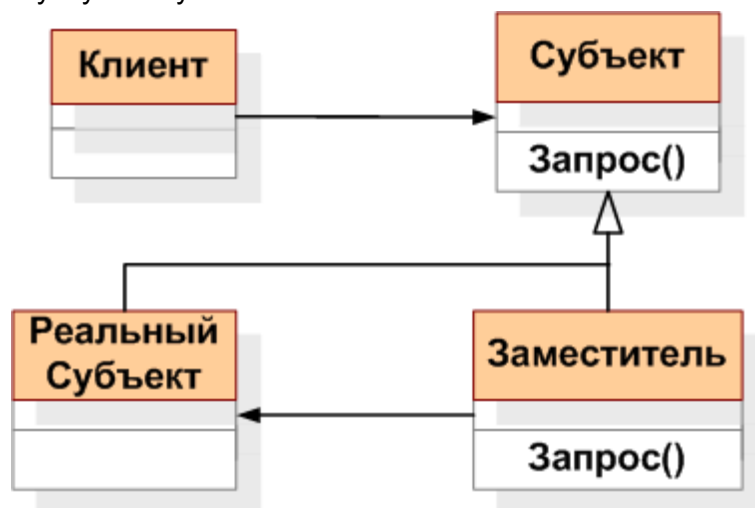 Клиент
Субъект
Запрос()
Реальный
Субъект
Заместитель
Запрос()